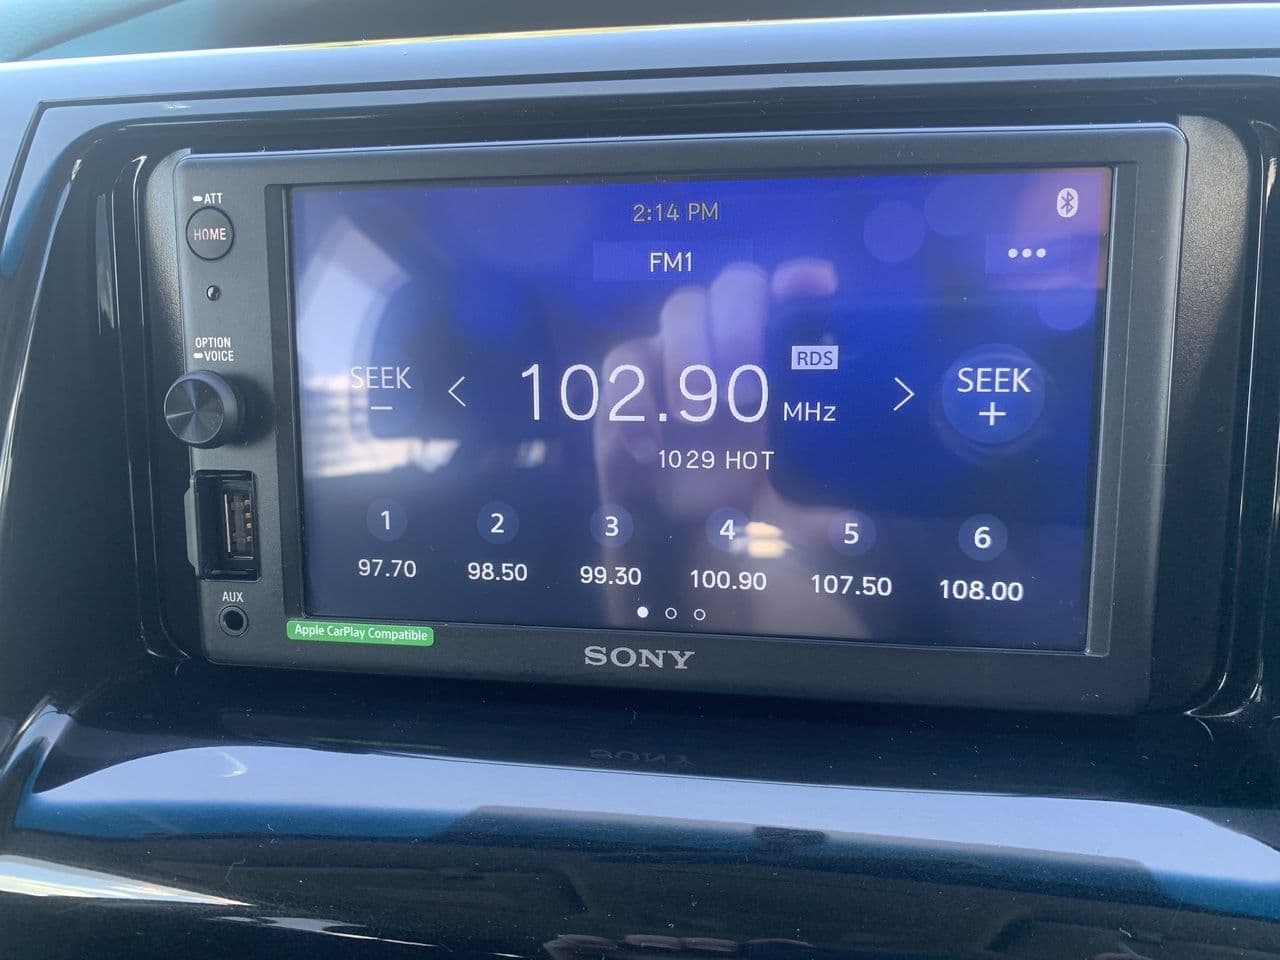 ATT
HOME
OPTION
VOICE
AUX
2:14 PM
FM1
SEEK
−
<
102.90
MHz
RDS
>
SEEK
+
1029 HOT
1 2 3 4 5 6
97.70 98.50 99.30 100.90 107.50 108.00
Apple CarPlay Compatible
SONY